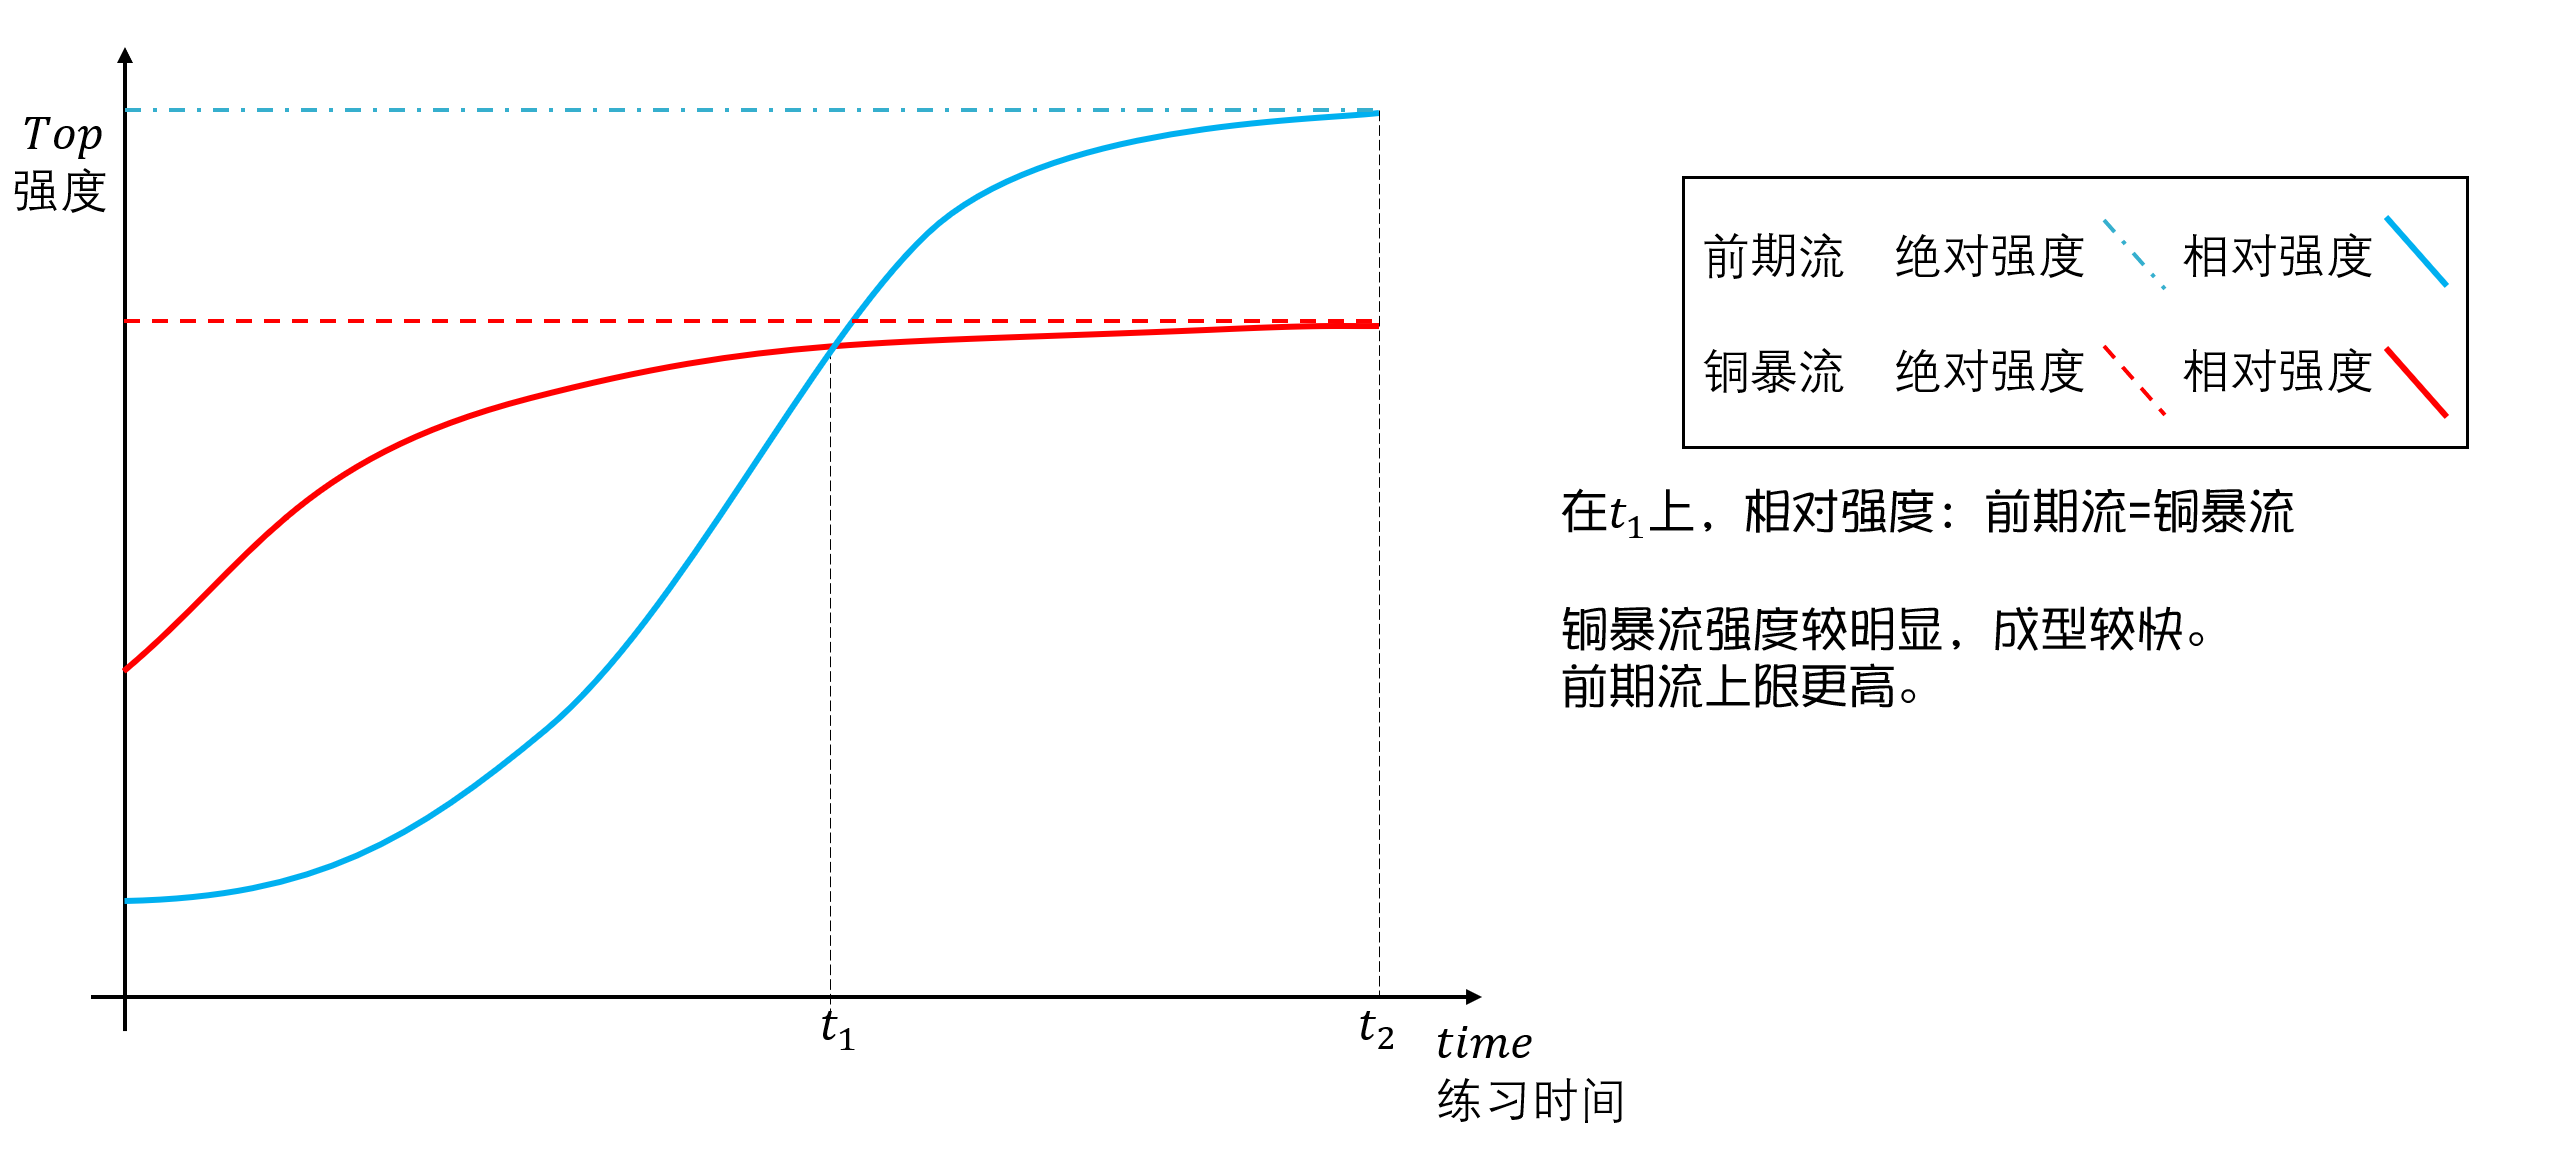 Top
强度
前期流 绝对强度 相对强度
铜暴流 绝对强度 相对强度
在t₁上，相对强度：前期流=铜暴流
铜暴流强度较明显，成型较快。
前期流上限更高。
t₁
t₂
time
练习时间